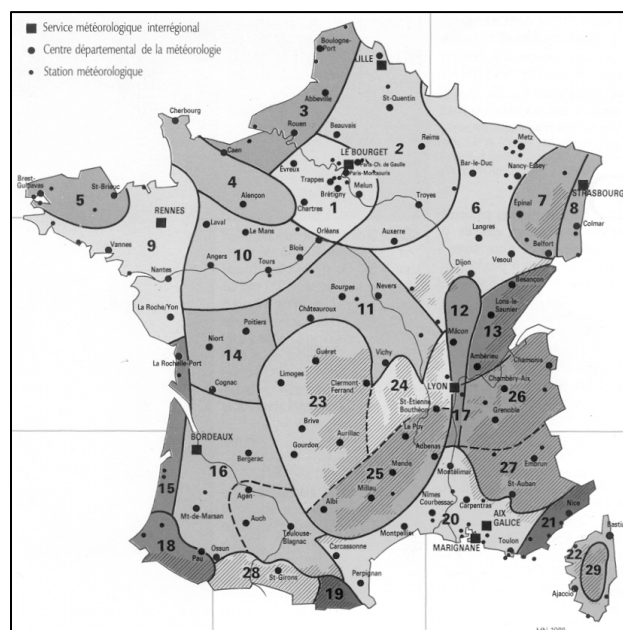 Service météorologique interrégional
Centre départemental de la météorologie
Station météorologique
Boulogne-Port
LILLE
Abbeville
3
St-Quentin
Cherbourg
Rouen
Beauvais
2
Reims
Metz
Caen
LE BOURGET
Paris-Ch. de Gaulle
Paris-Montsouris
Evreux
Bar-le-Duc
Nancy-Essey
STRASBOURG
Brest-Guipavas
St-Brieuc
5
4
Alençon
Trappes
Brétigny
Melun
1
Chartres
Troyes
6
7
8
Epinal
Colmar
RENNES
9
Laval
Le Mans
10
Orléans
Auxerre
Langres
Belfort
Vannes
Angers
Tours
Blois
Dijon
Vesoul
Nantes
Bourges
Nevers
Besançon
11
12
Lons-le-Saunier
13
La Roche/Yon
Châteauroux
Poitiers
Mâcon
14
Niort
Guéret
Vichy
Ambérieu
Chamonix
La Rochelle-Port
Limoges
Clermont-Ferrand
24
LYON
Chambéry-Aix
26
Cognac
23
St-Étienne Bouthéon
17
Grenoble
Brive
Aurillac
Le Puy
BORDEAUX
16
Gourdon
25
Mende
Aubenas
Montélimar
27
Embrun
Bergerac
15
Agen
Albi
Millau
St-Auban
Mt-de-Marsan
Auch
Nîmes Courbessac
Carpentras
AIX GALICE
Nice
21
18
Toulouse-Blagnac
Montpellier
20
MARIGNANE
Toulon
Bastia
Pau
Ossun
Carcassonne
22
29
28
St-Girons
Perpignan
19
Ajaccio